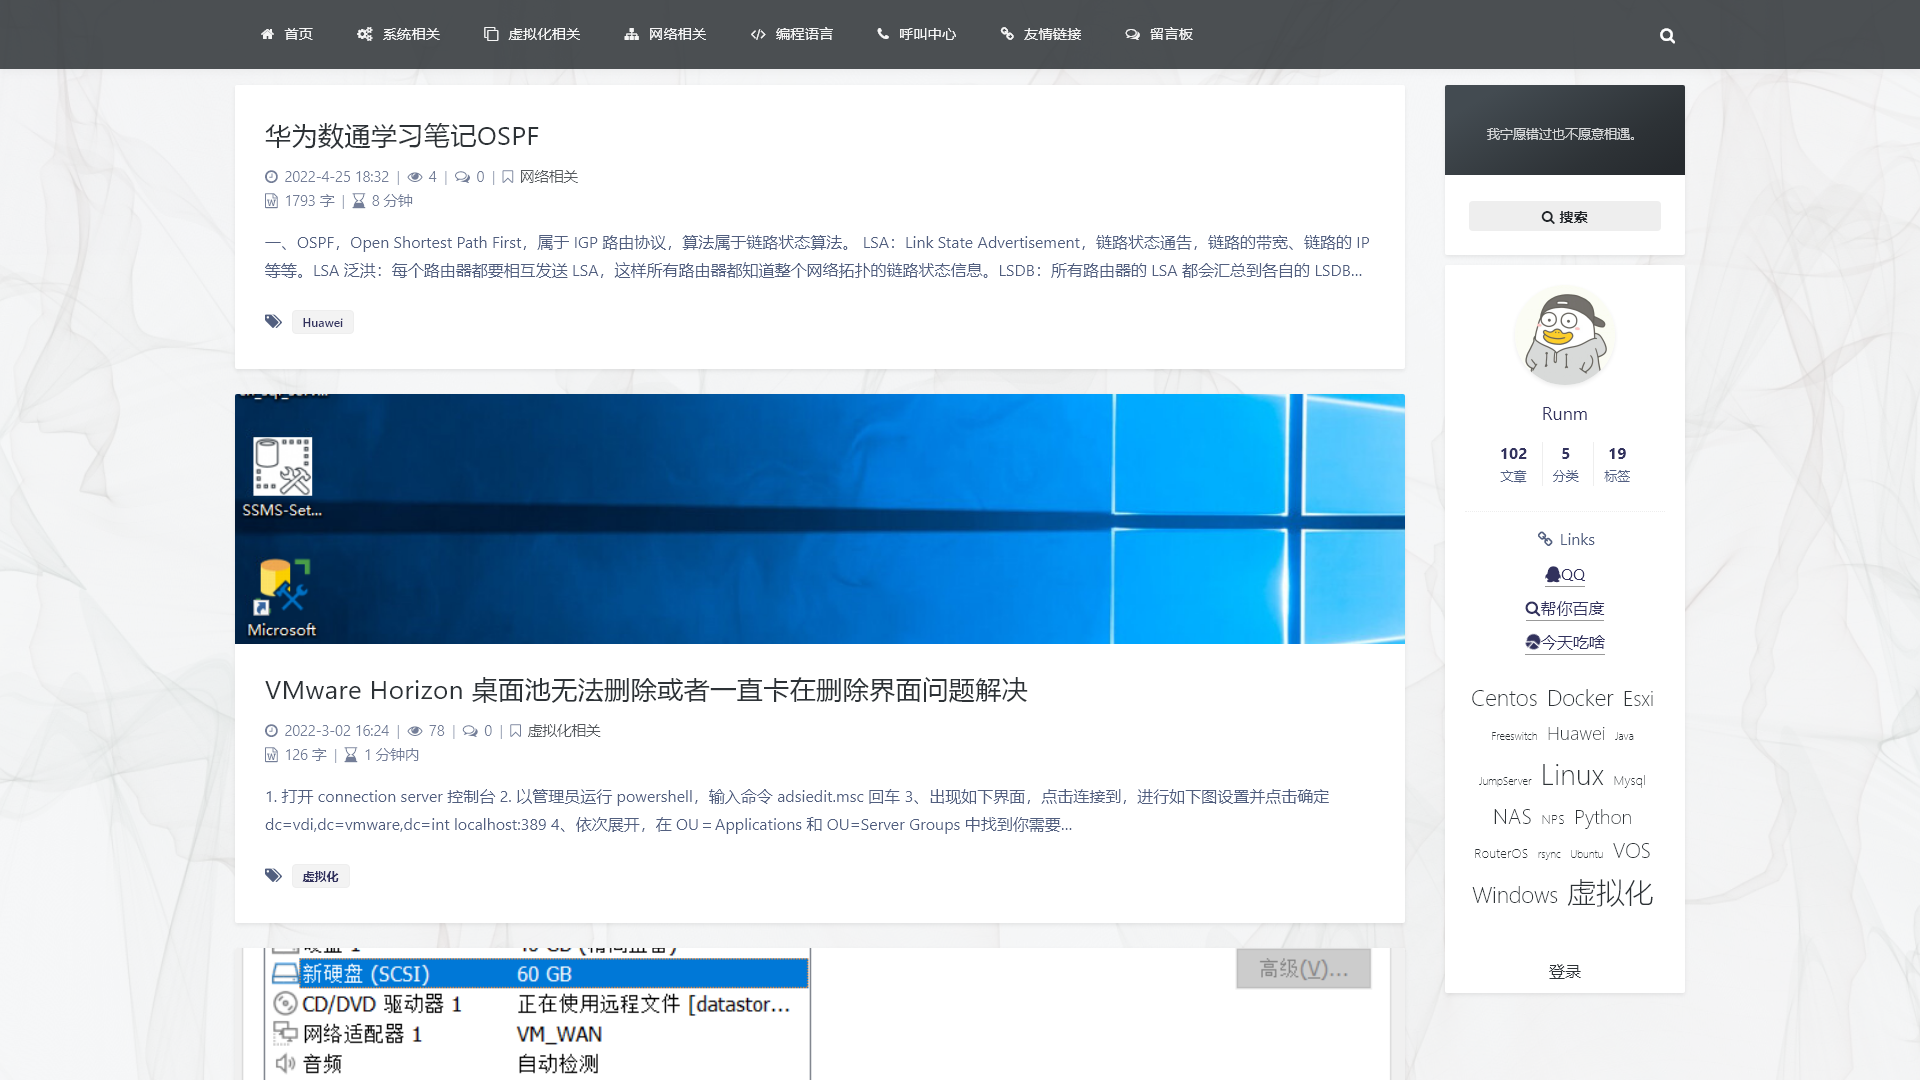 首页 系统相关 虚拟化相关 网络相关 编程语言 呼叫中心 友情链接 留言板
华为数通学习笔记OSPF
2022-4-25 18:32 | 4 | 0 | 网络相关
1793 字 | 8 分钟
一、OSPF，Open Shortest Path First，属于 IGP 路由协议，算法属于链路状态算法。 LSA：Link State Advertisement，链路状态通告，链路的带宽、链路的 IP
等等。LSA 泛洪：每个路由器都要相互发送 LSA，这样所有路由器都知道整个网络拓扑的链路状态信息。LSDB：所有路由器的 LSA 都会汇总到各自的 LSDB...
Huawei
SSMS-Set...
Microsoft
VMware Horizon 桌面池无法删除或者一直卡在删除界面问题解决
2022-3-02 16:24 | 78 | 0 | 虚拟化相关
126 字 | 1 分钟内
1. 打开 connection server 控制台 2. 以管理员运行 powershell，输入命令 adsiedit.msc 回车 3、出现如下界面，点击连接到，进行如下图设置并点击确定
dc=vdi,dc=vmware,dc=int localhost:389 4、依次展开，在 OU＝Applications 和 OU=Server Groups 中找到你需要...
虚拟化
新硬盘 (SCSI) 60 GB
高级(V)...
CD/DVD 驱动器 1 正在使用远程文件 [datastor...
网络适配器 1 VM_WAN
音频 自动检测
我宁愿错过也不愿意相遇。
搜索
Runm
102 5 19
文章 分类 标签
Links
QQ
帮你百度
今天吃啥
Centos Docker Esxi
Freeswitch Huawei Java
JumpServer Linux Mysql
NAS NPS Python
RouterOS rsync Ubuntu VOS
Windows 虚拟化
登录